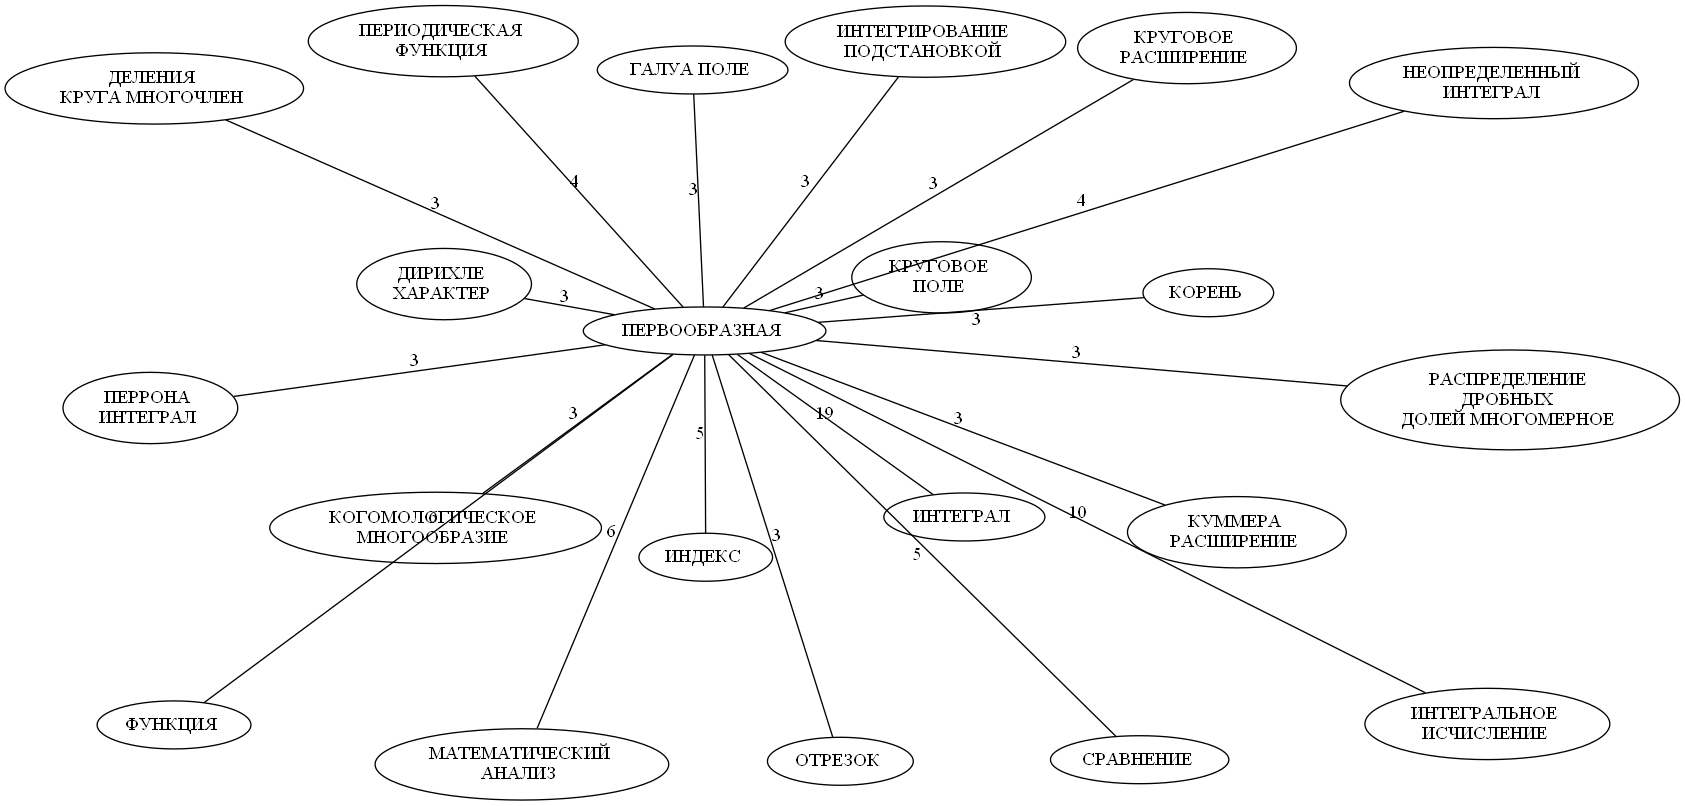 ПЕРИОДИЧЕСКАЯ
ФУНКЦИЯ
ИНТЕГРИРОВАНИЕ
ПОДСТАНОВКОЙ
КРУГОВОЕ
РАСШИРЕНИЕ
ГАЛУА ПОЛЕ
ДЕЛЕНИЯ
КРУГА МНОГОЧЛЕН
НЕОПРЕДЕЛЕННЫЙ
ИНТЕГРАЛ
3
4
3
3
3
4
ДИРИХЛЕ
ХАРАКТЕР
3
КРУГОВОЕ
ПОЛЕ
3
КОРЕНЬ
3
ПЕРВООБРАЗНАЯ
3
3
ПЕРРОНА
ИНТЕГРАЛ
РАСПРЕДЕЛЕНИЕ
ДРОБНЫХ
ДОЛЕЙ МНОГОМЕРНОЕ
3
5
19
3
КОГОМОЛОГИЧЕСКОЕ
МНОГООБРАЗИЕ
6
3
ИНДЕКС
ИНТЕГРАЛ
5
10
КУММЕРА
РАСШИРЕНИЕ
ФУНКЦИЯ
МАТЕМАТИЧЕСКИЙ
АНАЛИЗ
ОТРЕЗОК
СРАВНЕНИЕ
ИНТЕГРАЛЬНОЕ
ИСЧИСЛЕНИЕ